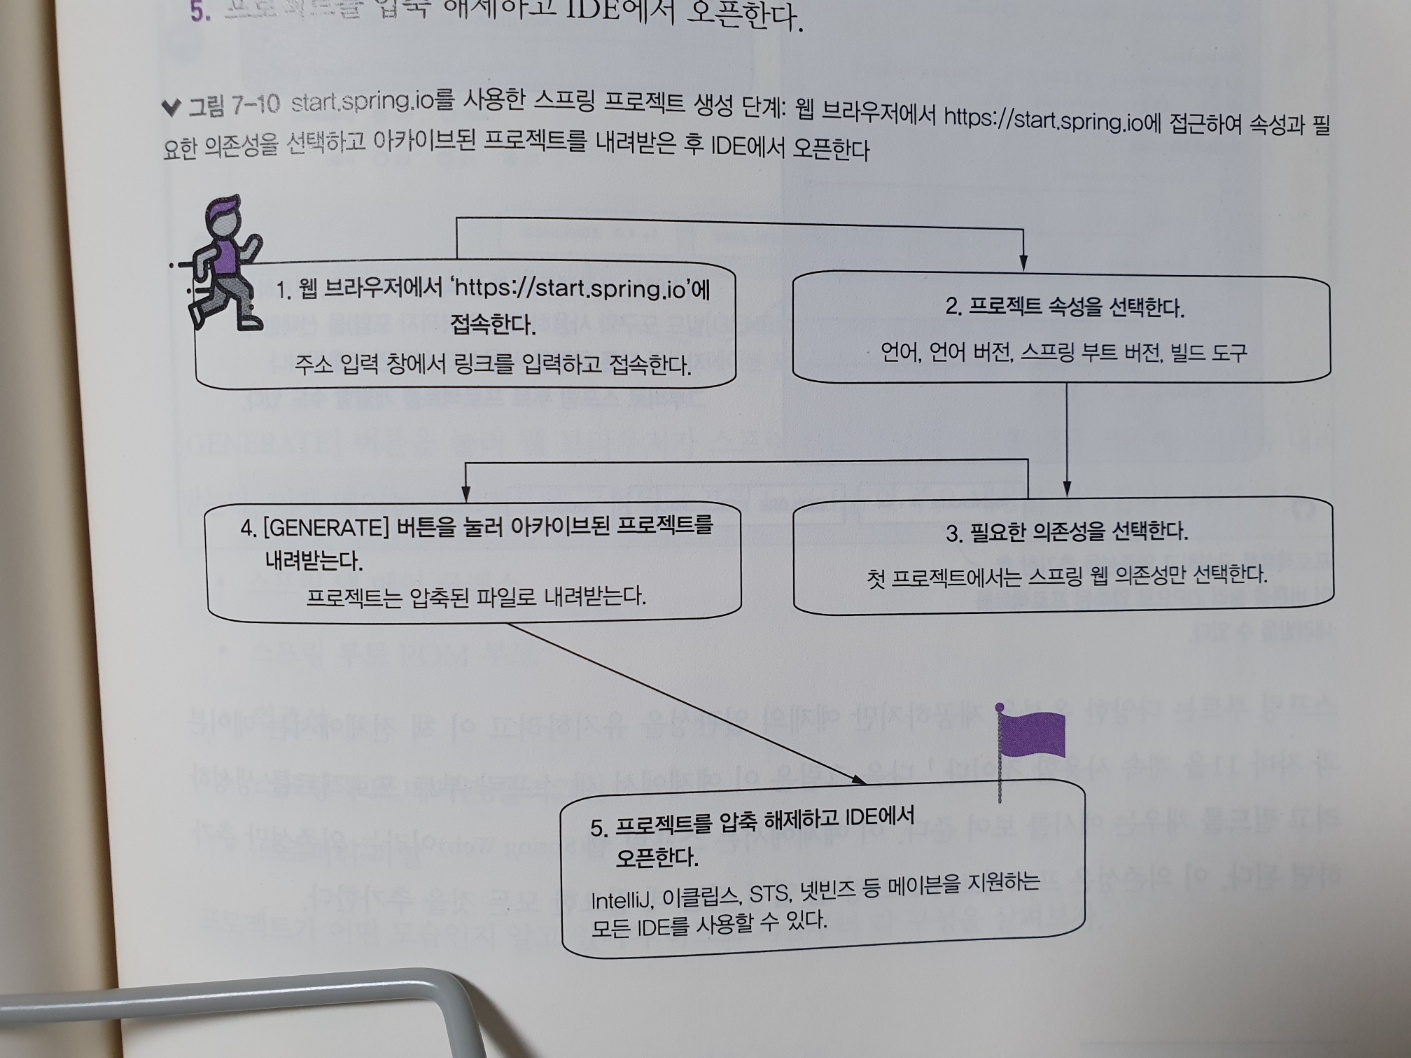 5. 프로젝트를 압축 해제하고 IDE에서 오픈한다.
그림 7-10 start.spring.io를 사용한 스프링 프로젝트 생성 단계: 웹 브라우저에서 https://start.spring.io에 접근하여 속성과 필
요한 의존성을 선택하고 아카이브된 프로젝트를 내려받은 후 IDE에서 오픈한다
1. 웹 브라우저에서 ‘https://start.spring.io’에
접속한다.
주소 입력 창에서 링크를 입력하고 접속한다.
2. 프로젝트 속성을 선택한다.
언어, 언어 버전, 스프링 부트 버전, 빌드 도구
3. 필요한 의존성을 선택한다.
첫 프로젝트에서는 스프링 웹 의존성만 선택한다.
4. [GENERATE] 버튼을 눌러 아카이브된 프로젝트를
내려받는다.
프로젝트는 압축된 파일로 내려받는다.
5. 프로젝트를 압축 해제하고 IDE에서
오픈한다.
IntelliJ, 이클립스, STS, 넷빈즈 등 메이븐을 지원하는
모든 IDE를 사용할 수 있다.